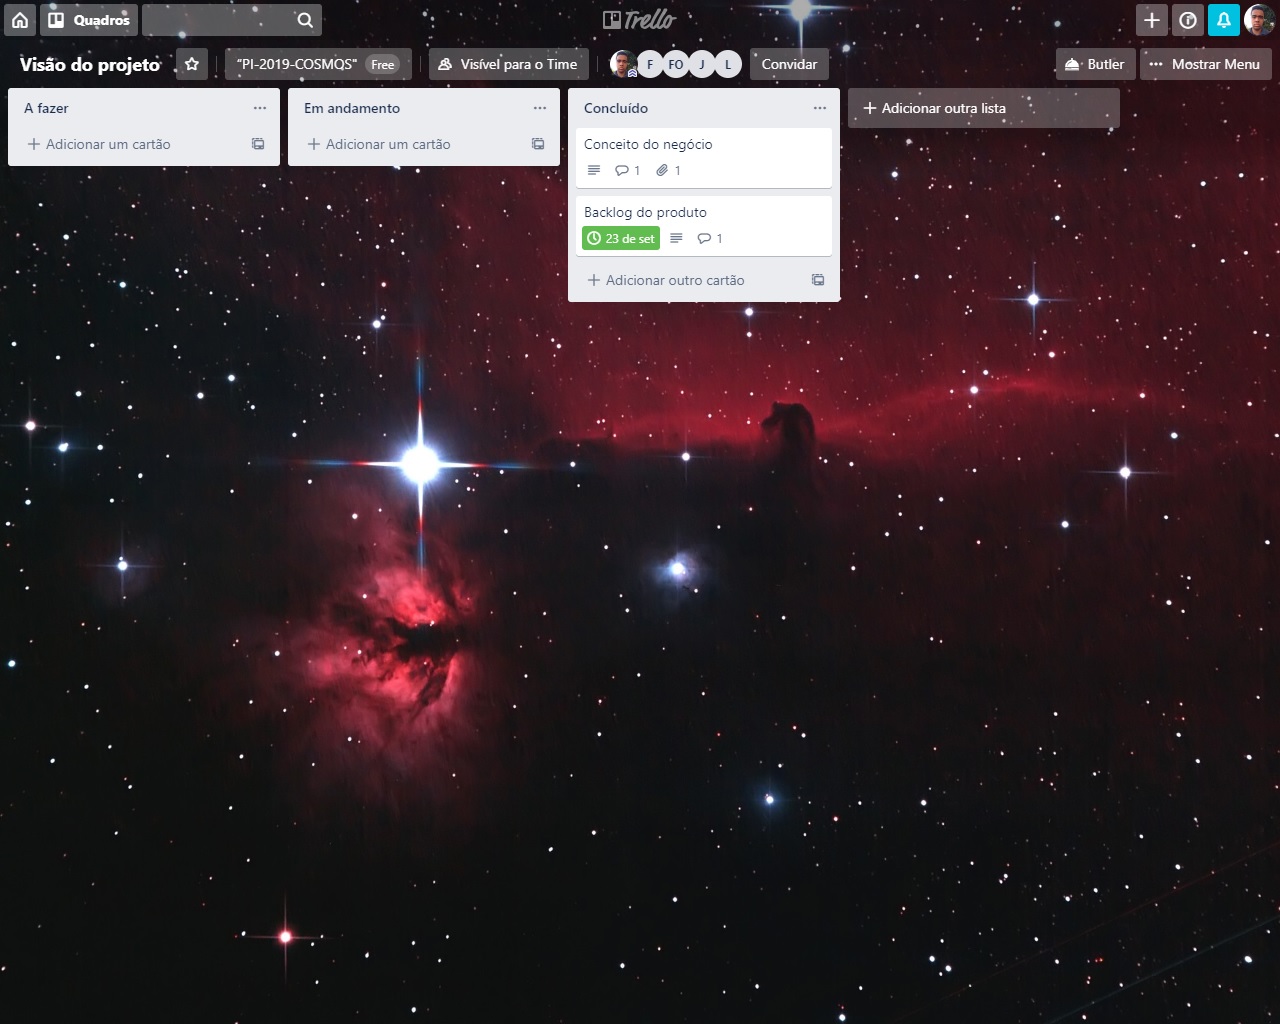 Quadros
Trello
Visão do projeto
"PI-2019-COSMOS" Free
Visível para o Time
F FO J L
Convidar
Butler
Mostrar Menu
A fazer
Adicionar um cartão
Em andamento
Adicionar um cartão
Concluído
Conceito do negócio
1 1
Backlog do produto
23 de set 1
Adicionar outro cartão
Adicionar outra lista